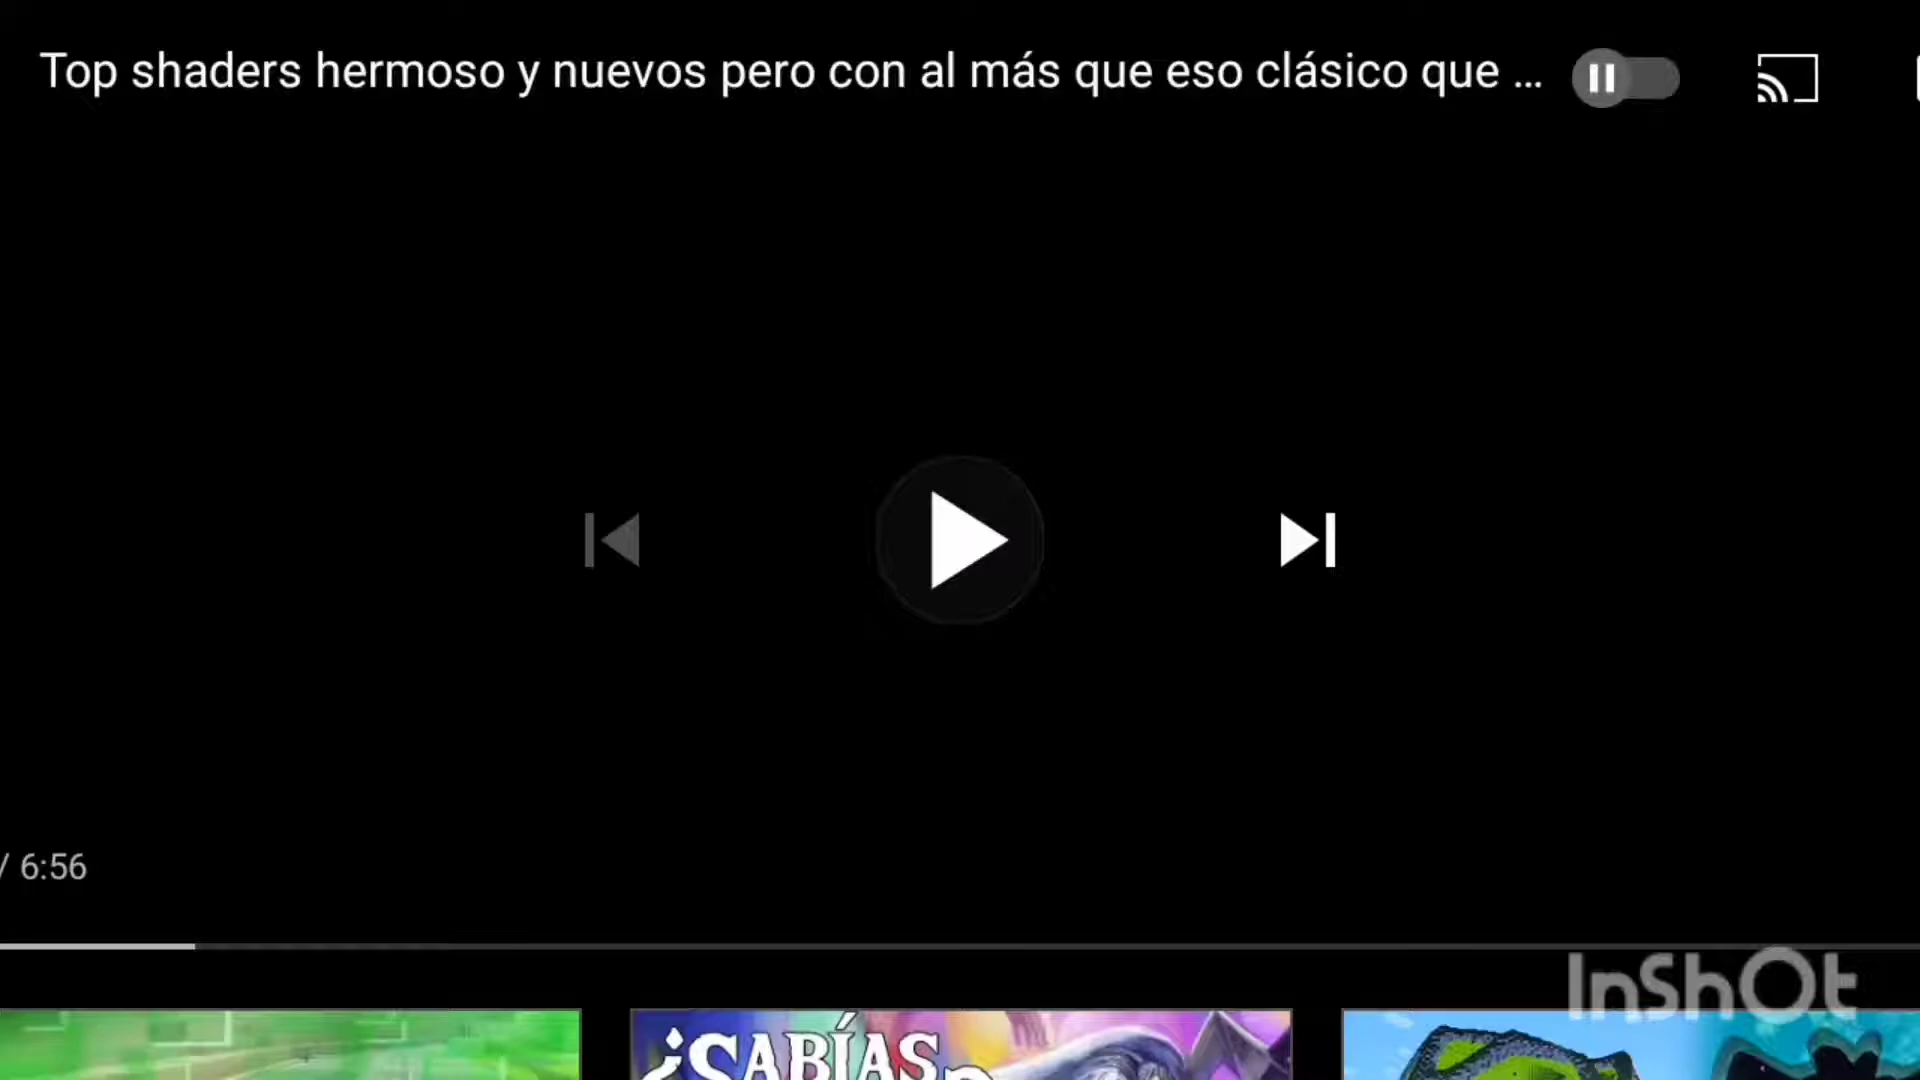 Top shaders hermoso y nuevos pero con al más que eso clásico que ...
/ 6:56
InShOt
¿SABÍAS